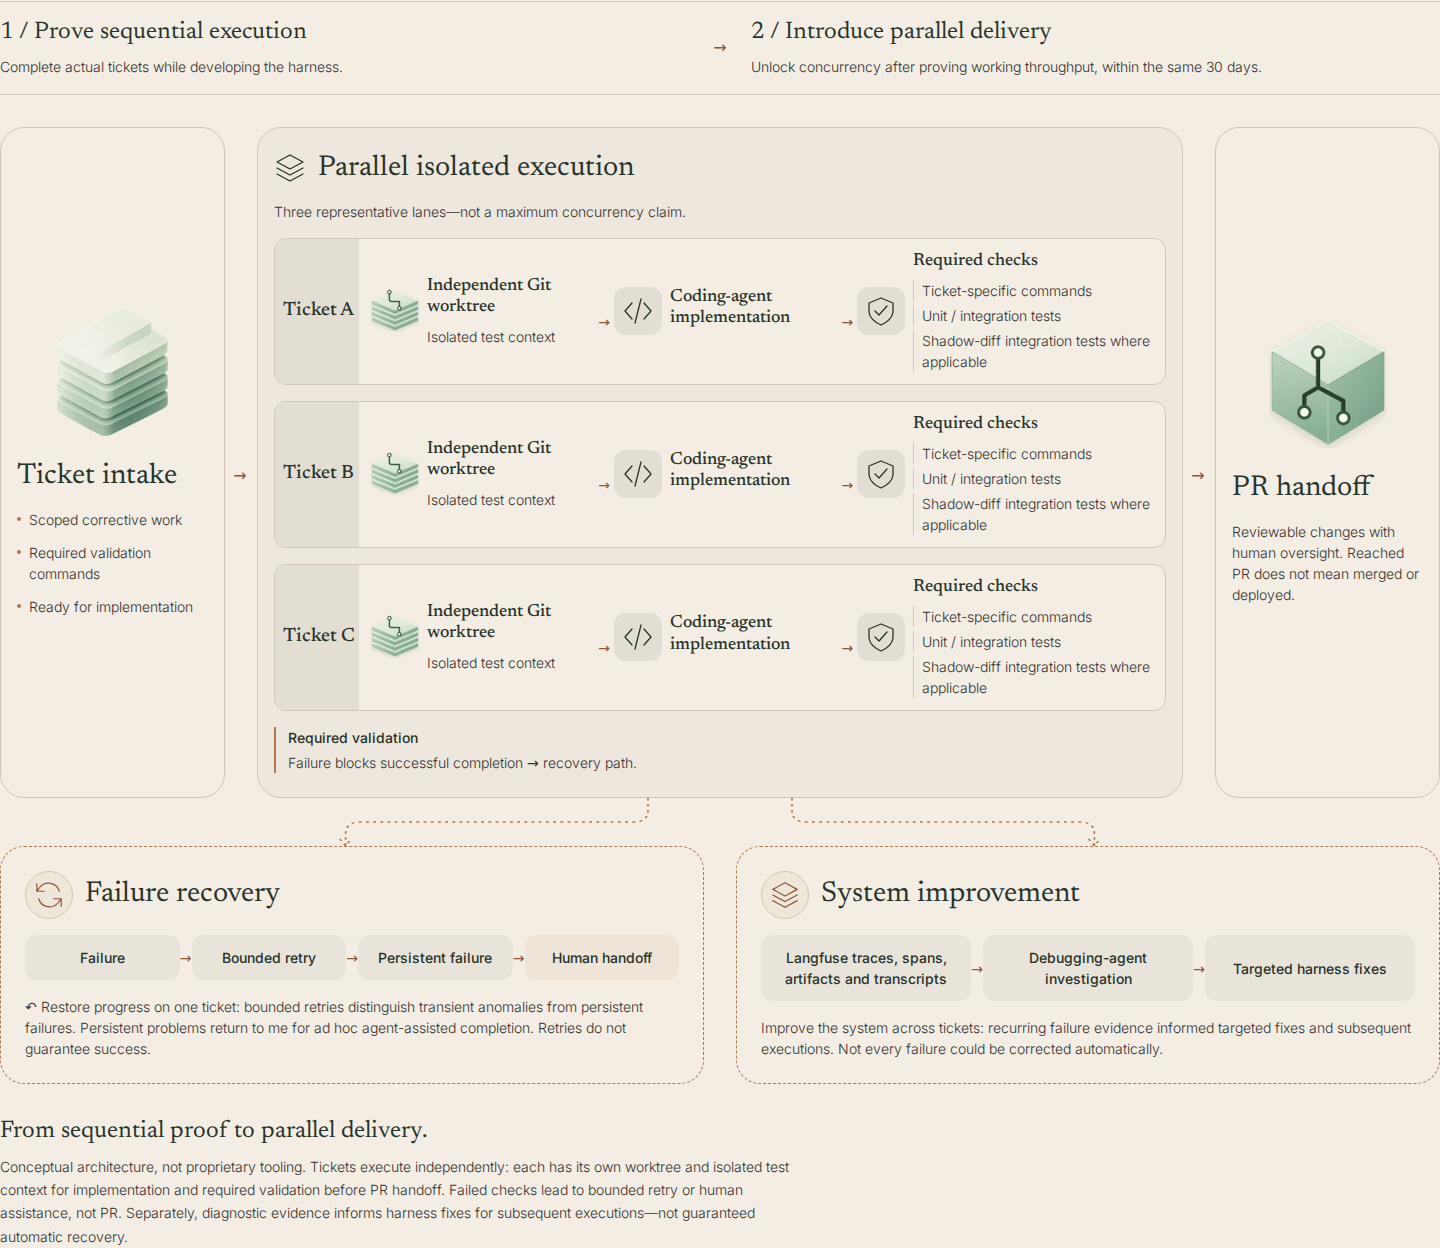 1 / Prove sequential execution
Complete actual tickets while developing the harness.
→
2 / Introduce parallel delivery
Unlock concurrency after proving working throughput, within the same 30 days.
Ticket intake
• Scoped corrective work
• Required validation
commands
• Ready for implementation
→
Parallel isolated execution
Three representative lanes—not a maximum concurrency claim.
Ticket A
Independent Git
worktree
Isolated test context
→
Coding-agent
implementation
→
Required checks
Ticket-specific commands
Unit / integration tests
Shadow-diff integration tests where
applicable
Ticket B
Independent Git
worktree
Isolated test context
→
Coding-agent
implementation
→
Required checks
Ticket-specific commands
Unit / integration tests
Shadow-diff integration tests where
applicable
Ticket C
Independent Git
worktree
Isolated test context
→
Coding-agent
implementation
→
Required checks
Ticket-specific commands
Unit / integration tests
Shadow-diff integration tests where
applicable
Required validation
Failure blocks successful completion → recovery path.
→
PR handoff
Reviewable changes with
human oversight. Reached
PR does not mean merged or
deployed.
Failure recovery
Failure → Bounded retry → Persistent failure → Human handoff
↶ Restore progress on one ticket: bounded retries distinguish transient anomalies from persistent
failures. Persistent problems return to me for ad hoc agent-assisted completion. Retries do not
guarantee success.
System improvement
Langfuse traces, spans,
artifacts and transcripts
→
Debugging-agent
investigation
→
Targeted harness fixes
Improve the system across tickets: recurring failure evidence informed targeted fixes and subsequent
executions. Not every failure could be corrected automatically.
From sequential proof to parallel delivery.
Conceptual architecture, not proprietary tooling. Tickets execute independently: each has its own worktree and isolated test
context for implementation and required validation before PR handoff. Failed checks lead to bounded retry or human
assistance, not PR. Separately, diagnostic evidence informs harness fixes for subsequent executions—not guaranteed
automatic recovery.